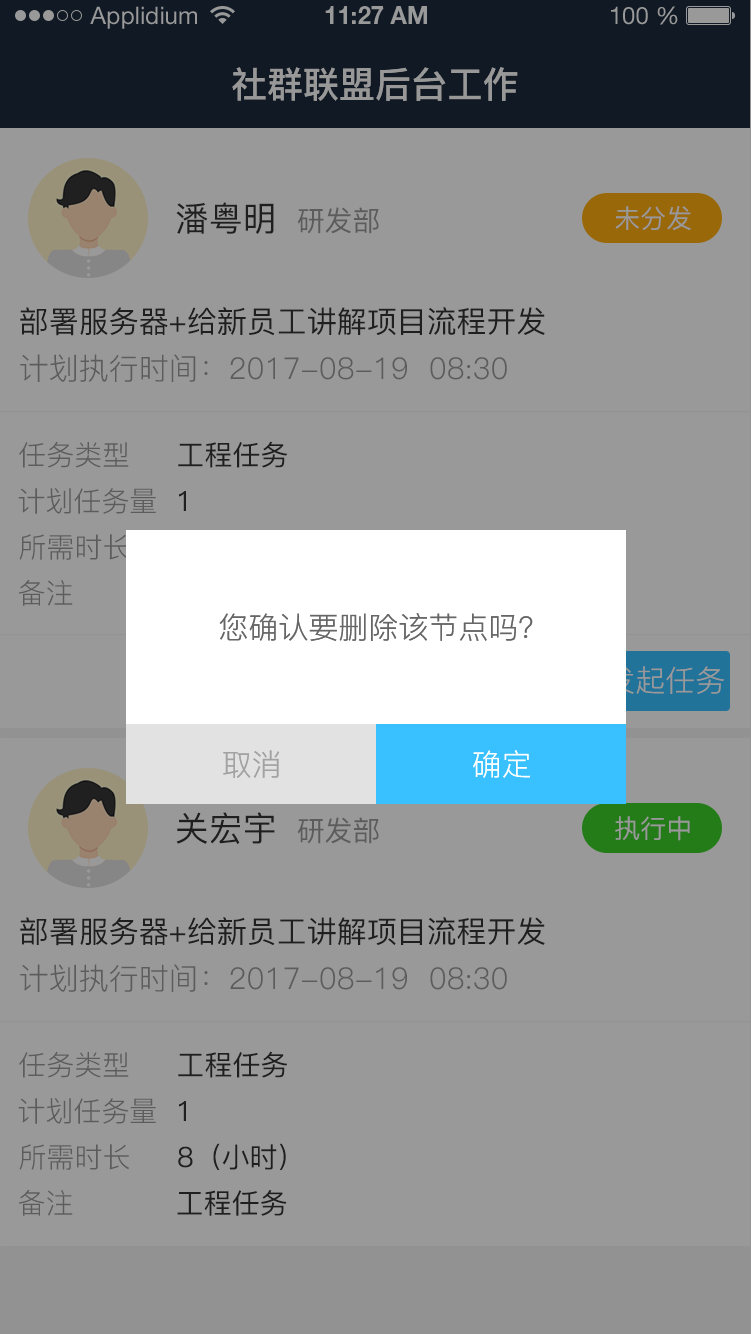 Applidium 11:27 AM 100 %
社群联盟后台工作
潘粤明 研发部 未分发
部署服务器+给新员工讲解项目流程开发
计划执行时间：2017-08-19 08:30
任务类型 工程任务
计划任务量 1
所需时长
备注
您确认要删除该节点吗?
起任务
取消 确定
关宏宇 研发部 执行中
部署服务器+给新员工讲解项目流程开发
计划执行时间：2017-08-19 08:30
任务类型 工程任务
计划任务量 1
所需时长 8（小时）
备注 工程任务